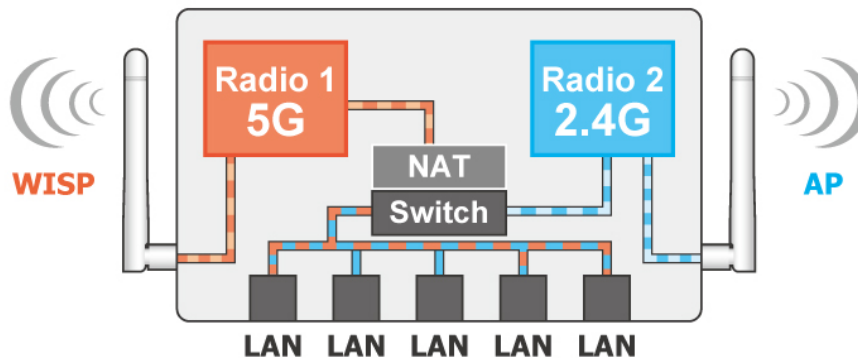 Radio 1
5G
Radio 2
2.4G
WISP
NAT
AP
Switch
LAN LAN LAN LAN LAN